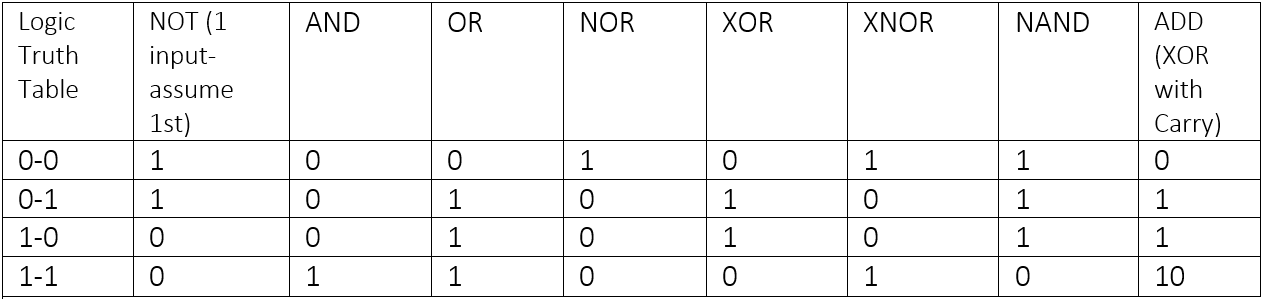 Logic Truth Table NOT (1 input- assume 1st) AND OR NOR XOR XNOR NAND ADD (XOR with Carry)
0-0 1 0 0 1 0 1 1 0
0-1 1 0 1 0 1 0 1 1
1-0 0 0 1 0 1 0 1 1
1-1 0 1 1 0 0 1 0 10